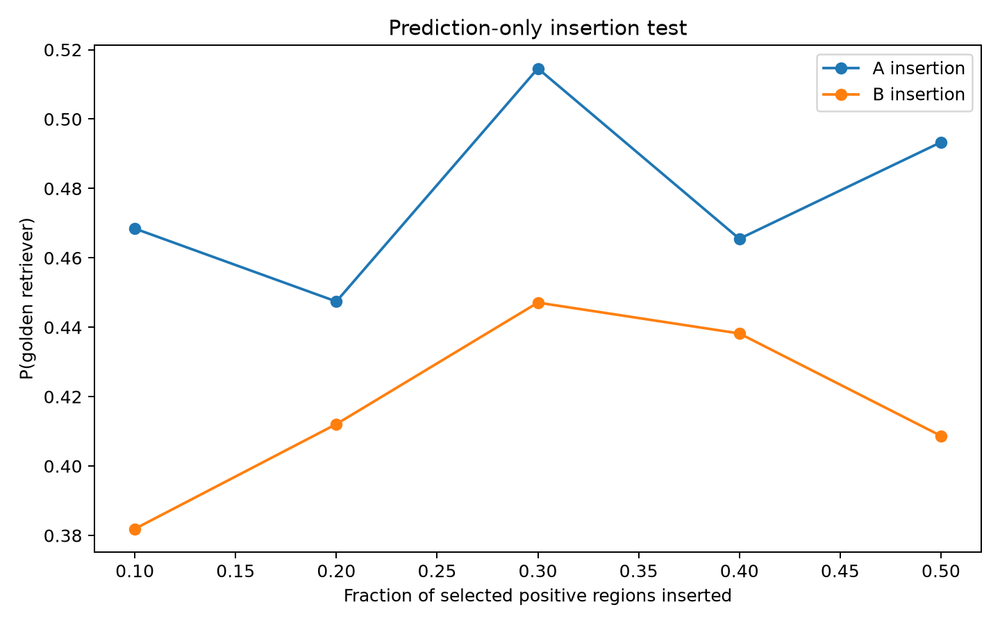 Prediction-only insertion test
A insertion
B insertion
P(golden retriever)
0.52
0.50
0.48
0.46
0.44
0.42
0.40
0.38
0.10 0.15 0.20 0.25 0.30 0.35 0.40 0.45 0.50
Fraction of selected positive regions inserted